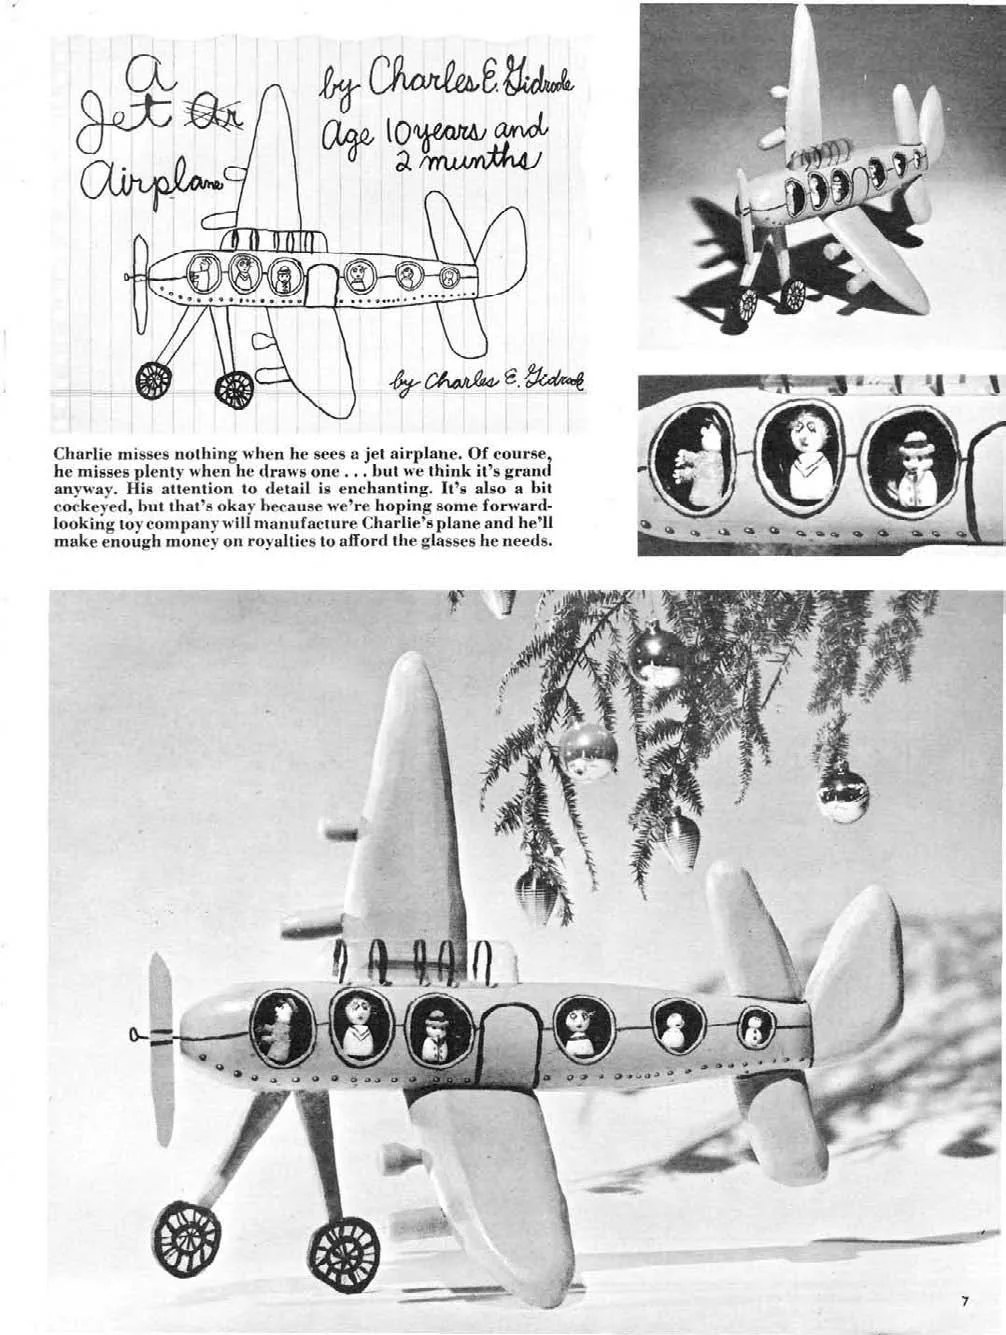 A
Jet Ar
Airplane
by Charles E. Gidrook
Age 10 years and
2 munths
by Charles E. Gidrook
Charlie misses nothing when he sees a jet airplane. Of course,
he misses plenty when he draws one . . . but we think it's grand
anyway. His attention to detail is enchanting. It's also a bit
cockeyed, but that's okay because we're hoping some forward-
looking toy company will manufacture Charlie's plane and he'll
make enough money on royalties to afford the glasses he needs.
7